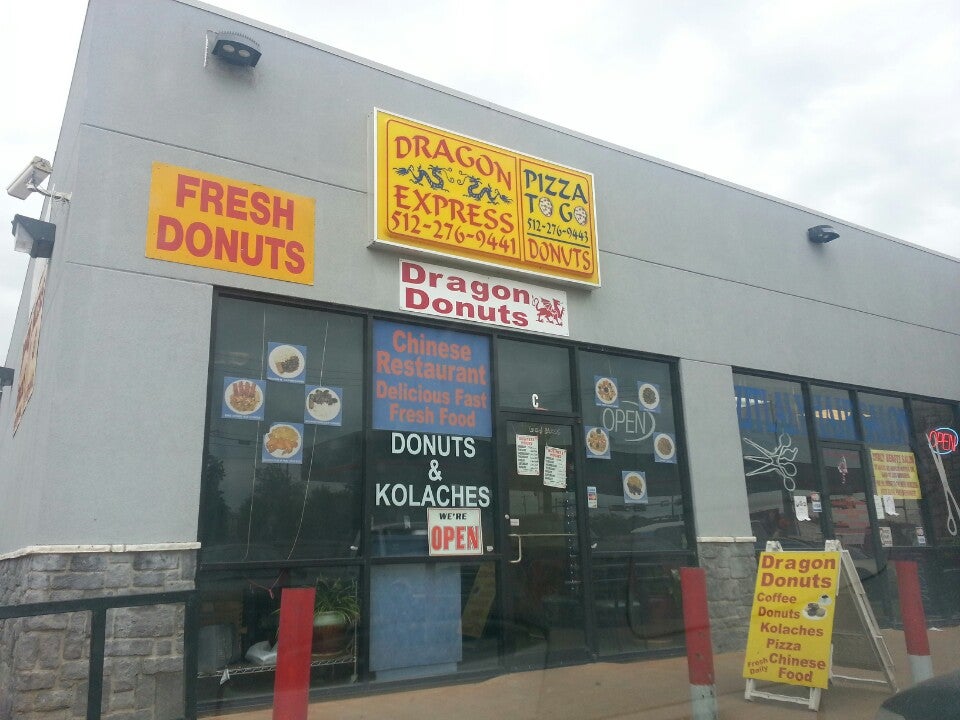 FRESH
DONUTS
DRAGON
EXPRESS
512-276-9441
PIZZA
TO GO
512-276-9443
DONUTS
Dragon
Donuts
Chinese
Restaurant
Delicious Fast
Fresh Food
DONUTS
&
KOLACHES
WE'RE
OPEN
C
OPEN
HAIR SALON
OPEN
Dragon
Donuts
Coffee
Donuts
Kolaches
Pizza
Fresh Daily
Chinese
Food